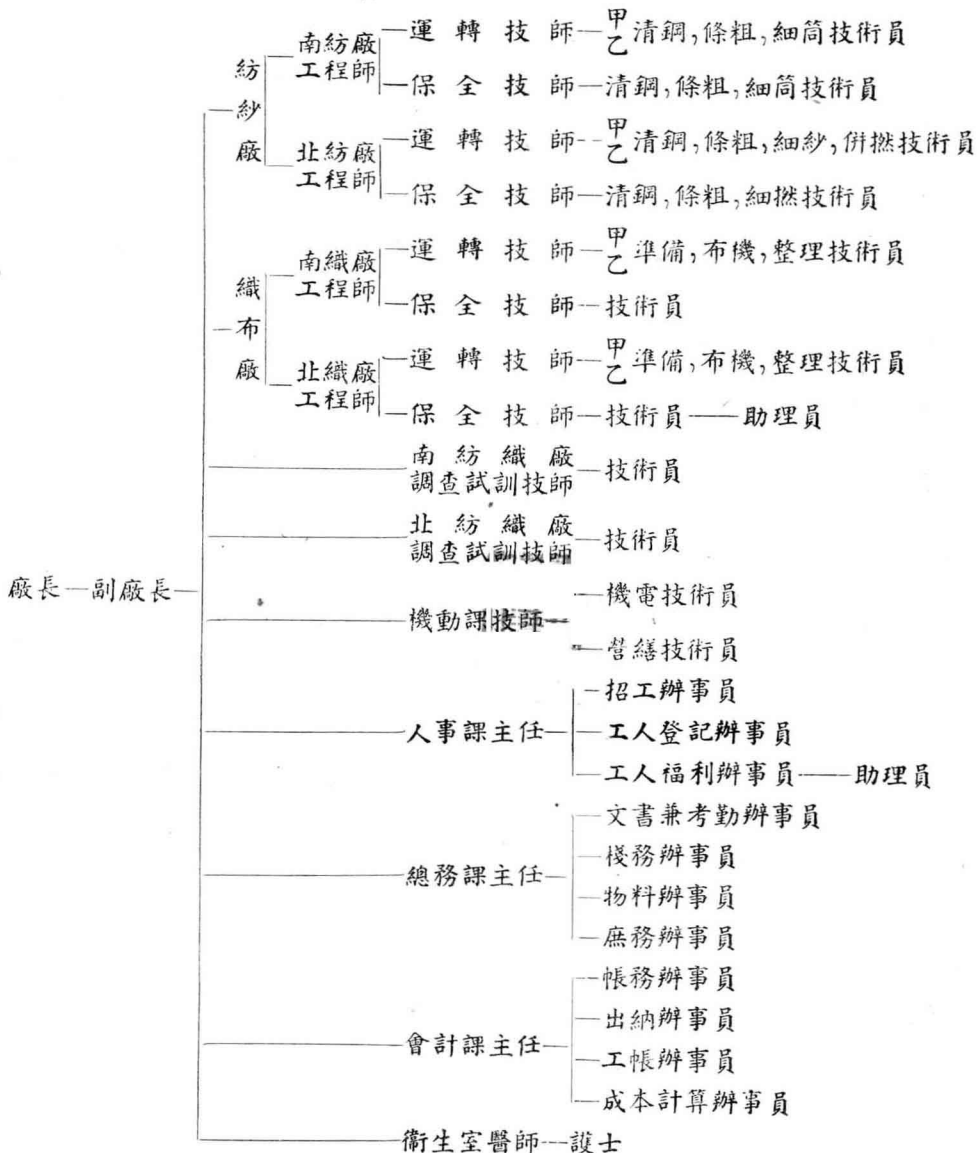 紡紗廠
南紡廠工程師
運轉技師
甲乙清鋼,條粗,細筒技術員
保全技師
清鋼,條粗,細筒技術員
北紡廠工程師
運轉技師
甲乙清鋼,條粗,細紗,併撚技術員
保全技師
清鋼,條粗,細撚技術員
織布廠
南織廠工程師
運轉技師
甲乙準備,布機,整理技術員
保全技師
技術員
北織廠工程師
運轉技師
甲乙準備,布機,整理技術員
保全技師
技術員
助理員
南紡織廠
調查試訓技師
技術員
北紡織廠
調查試訓技師
技術員
廠長
副廠長
機動課技師
機電技術員
營繕技術員
人事課主任
招工辦事員
工人登記辦事員
工人福利辦事員
助理員
總務課主任
文書兼考勤辦事員
棧務辦事員
物料辦事員
庶務辦事員
會計課主任
帳務辦事員
出納辦事員
工帳辦事員
成本計算辦事員
衛生室醫師
護士